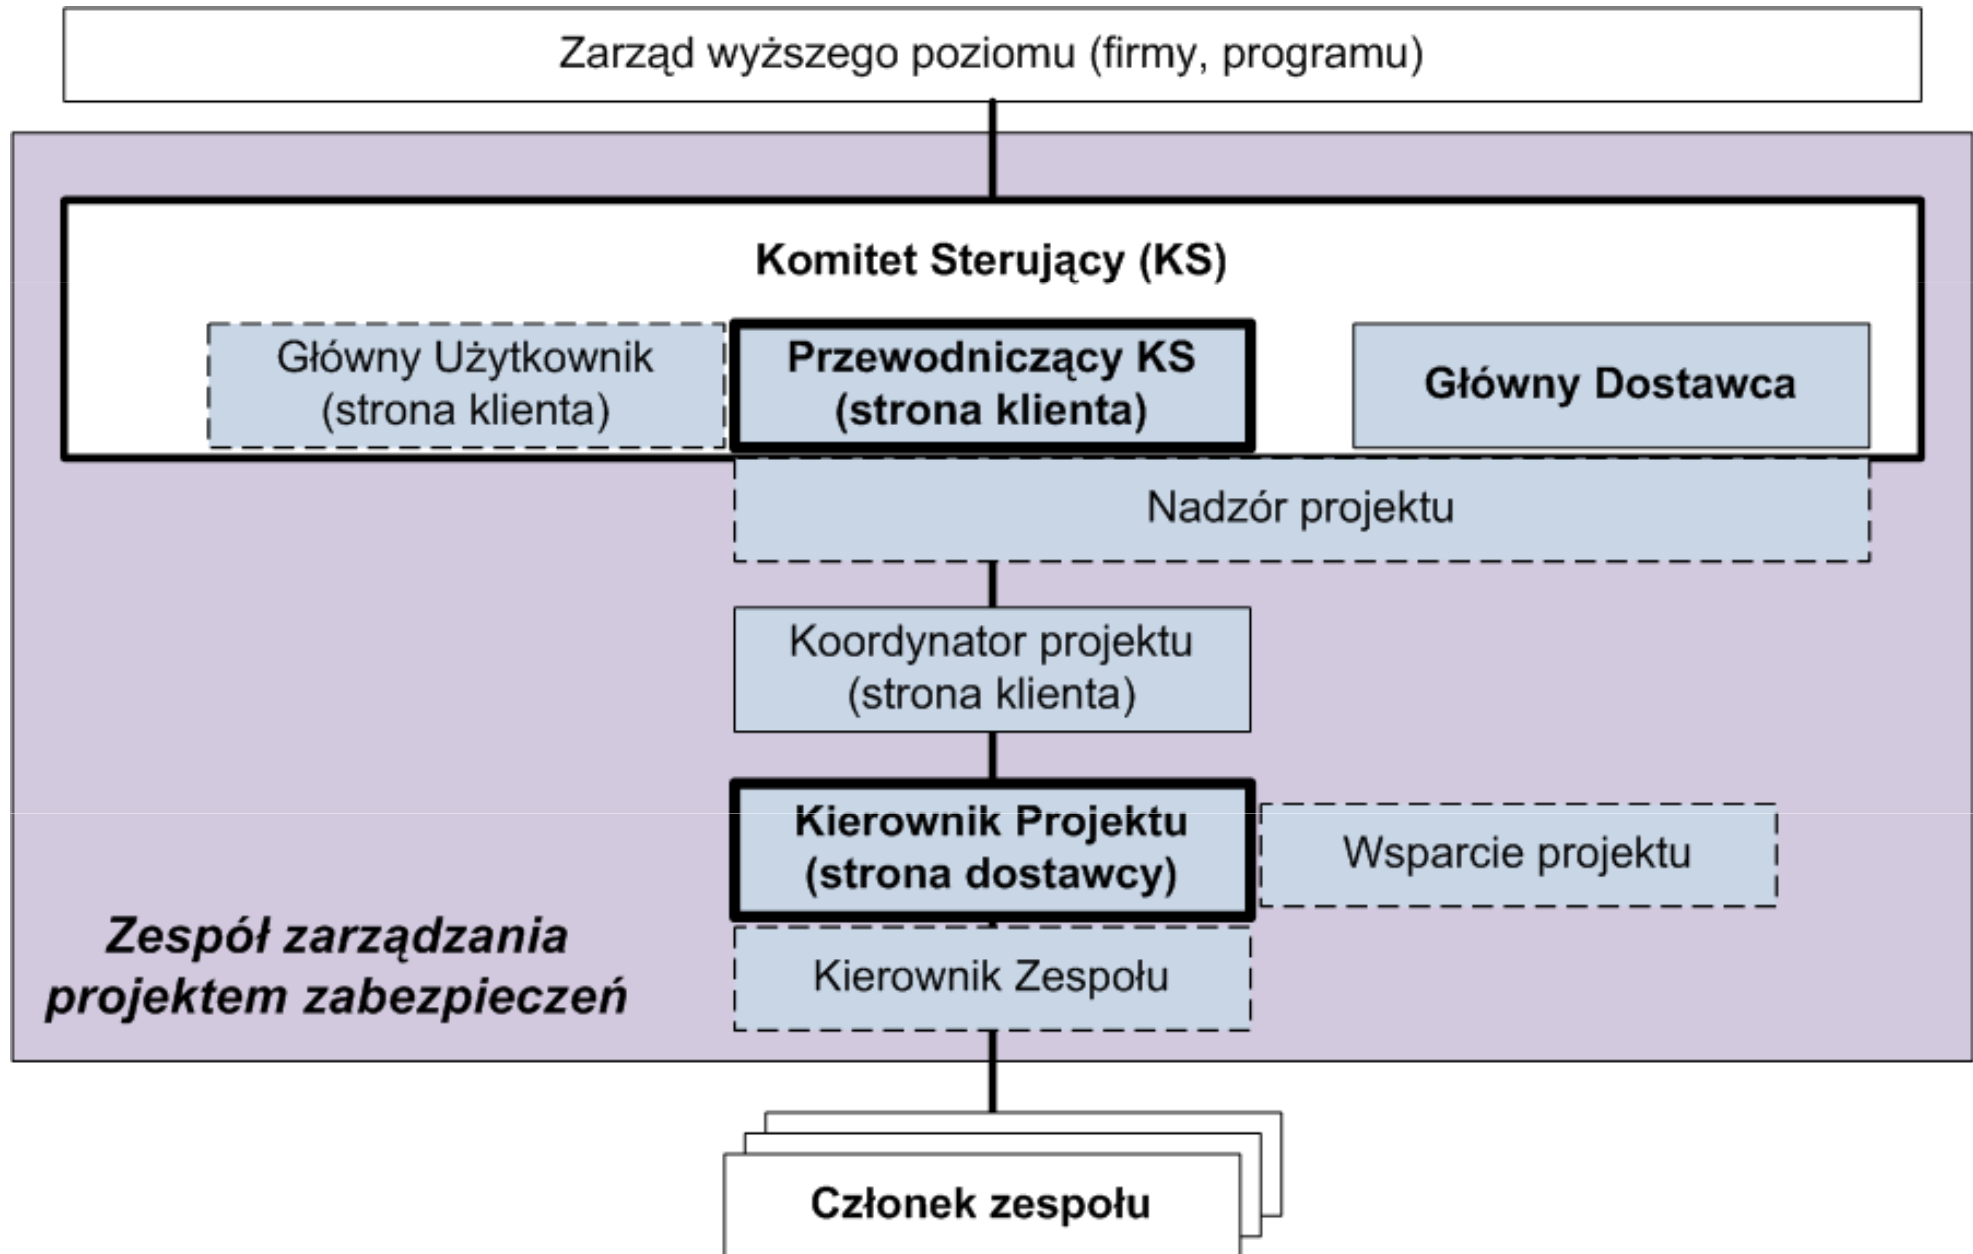 Zarząd wyższego poziomu (firmy, programu)
Komitet Sterujący (KS)
Główny Użytkownik
(strona klienta)
Przewodniczący KS
(strona klienta)
Główny Dostawca
Nadzór projektu
Koordynator projektu
(strona klienta)
Kierownik Projektu
(strona dostawcy)
Wsparcie projektu
Zespół zarządzania
projektem zabezpieczeń
Kierownik Zespołu
Członek zespołu